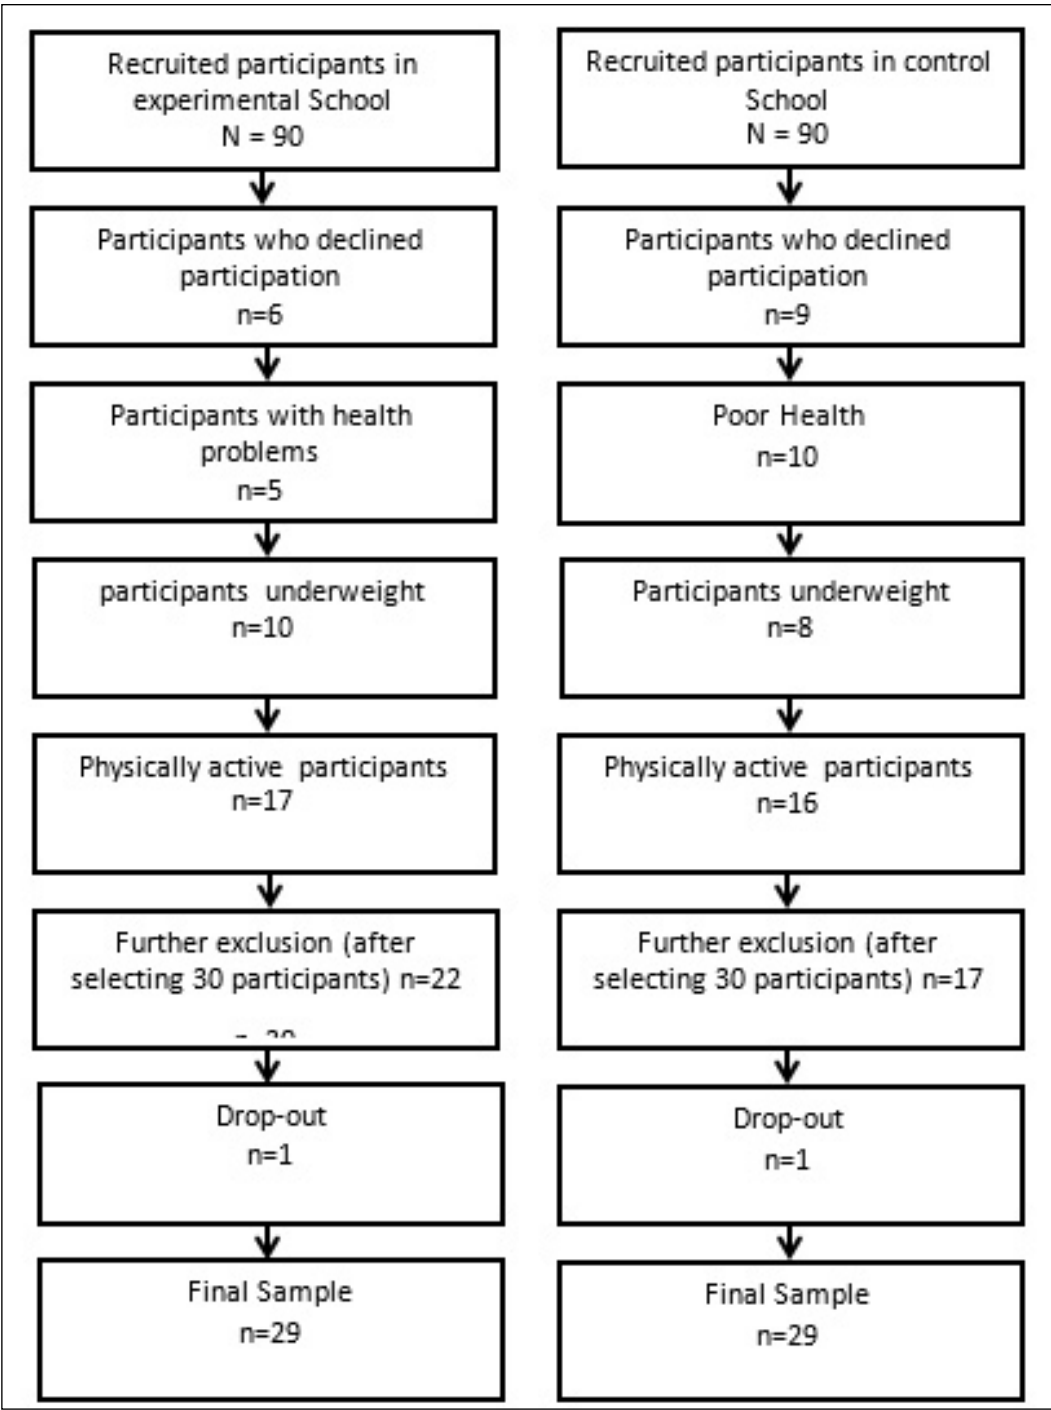 Recruited participants in
experimental School
N = 90
Participants who declined
participation
n=6
Participants with health
problems
n=5
participants  underweight
n=10
Physically active  participants
n=17
Further exclusion (after
selecting 30 participants) n=22
Drop-out
n=1
Final Sample
n=29
Recruited participants in control
School
N = 90
Participants who declined
participation
n=9
Poor Health
n=10
Participants underweight
n=8
Physically active  participants
n=16
Further exclusion (after
selecting 30 participants) n=17
Drop-out
n=1
Final Sample
n=29